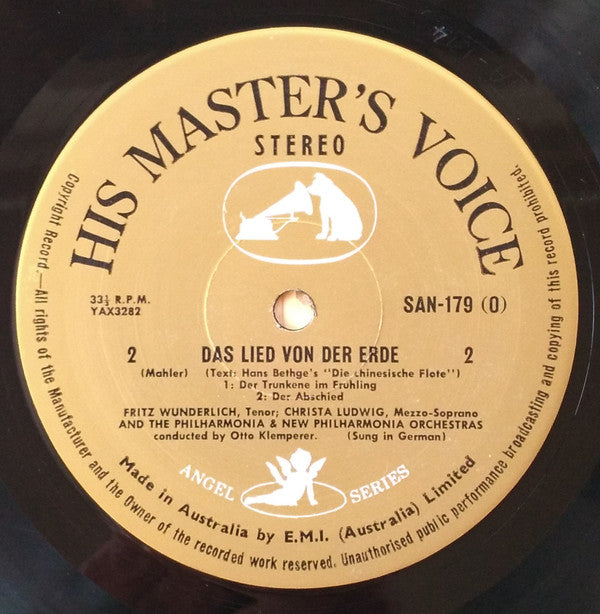 HIS MASTER'S VOICE
STEREO
33⅓ R.P.M.
YAX3282
SAN-179 (O)
2 DAS LIED VON DER ERDE 2
(Mahler) (Text: Hans Bethge's "Die chinesische Flote")
1: Der Trunkene im Fruhling
2: Der Abschied
FRITZ WUNDERLICH, Tenor; CHRISTA LUDWIG, Mezzo-Soprano
AND THE PHILHARMONIA & NEW PHILHARMONIA ORCHESTRAS
conducted by Otto Klemperer. (Sung in German)
ANGEL SERIES
Made in Australia by E.M.I. (Australia) Limited
Copyright Record.—All rights of the Manufacturer and the Owner of the recorded work reserved. Unauthorised public performance broadcasting and copying of this record prohibited.